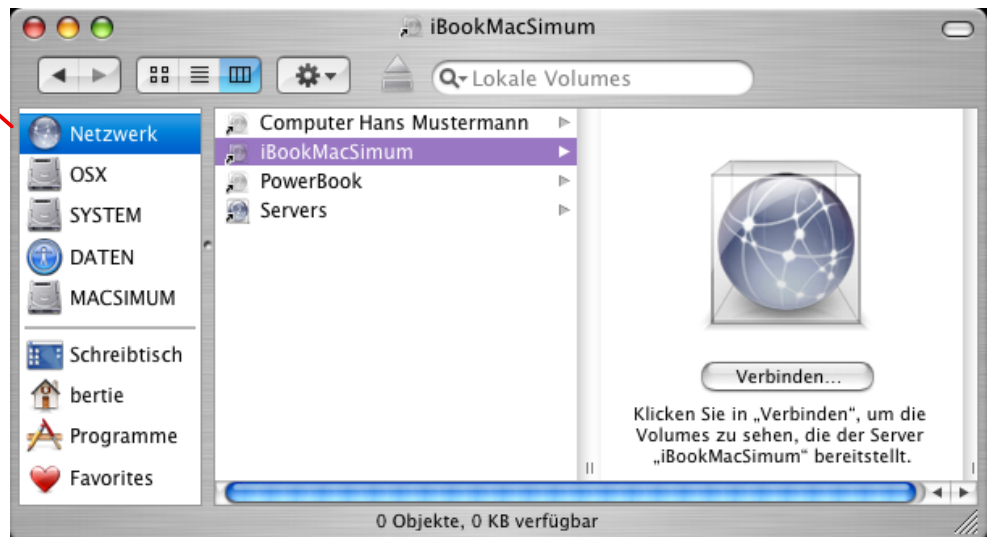 iBookMacSimum
Lokale Volumes
Netzwerk
OSX
SYSTEM
DATEN
MACSIMUM
Schreibtisch
bertie
Programme
Favorites
Computer Hans Mustermann
iBookMacSimum
PowerBook
Servers
Verbinden...
Klicken Sie in „Verbinden“, um die
Volumes zu sehen, die der Server
„iBookMacSimum“ bereitstellt.
0 Objekte, 0 KB verfügbar